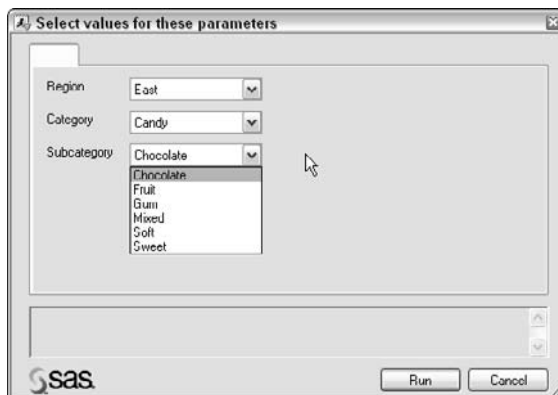 Select values for these parameters
Region East
Category Candy
Subcategory Chocolate
Chocolate
Fruit
Gum
Mixed
Soft
Sweet
sas.
Run Cancel